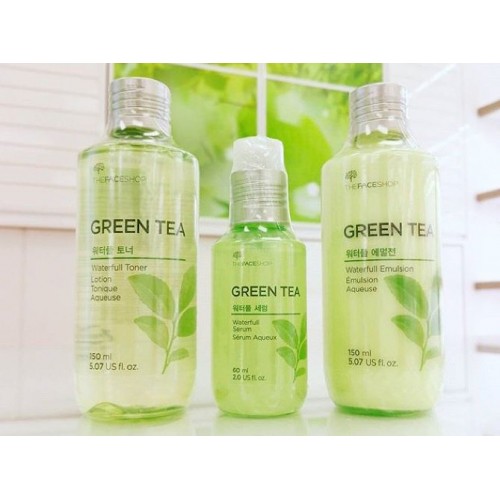 THEFACESHOP
GREEN TEA
워터풀 토너
Waterfull Toner
Lotion
Tonique
Aqueuse
150 ml
5.07 US fl. oz.
THEFACESHOP
GREEN TEA
워터풀 세럼
Waterfull
Serum
Sérum Aqueux
60 ml
2.0 US fl. oz.
THEFACESHOP
GREEN TEA
워터풀 에멀전
Waterfull Emulsion
Emulsion
Aqueuse
150 ml
5.07 US fl. oz.